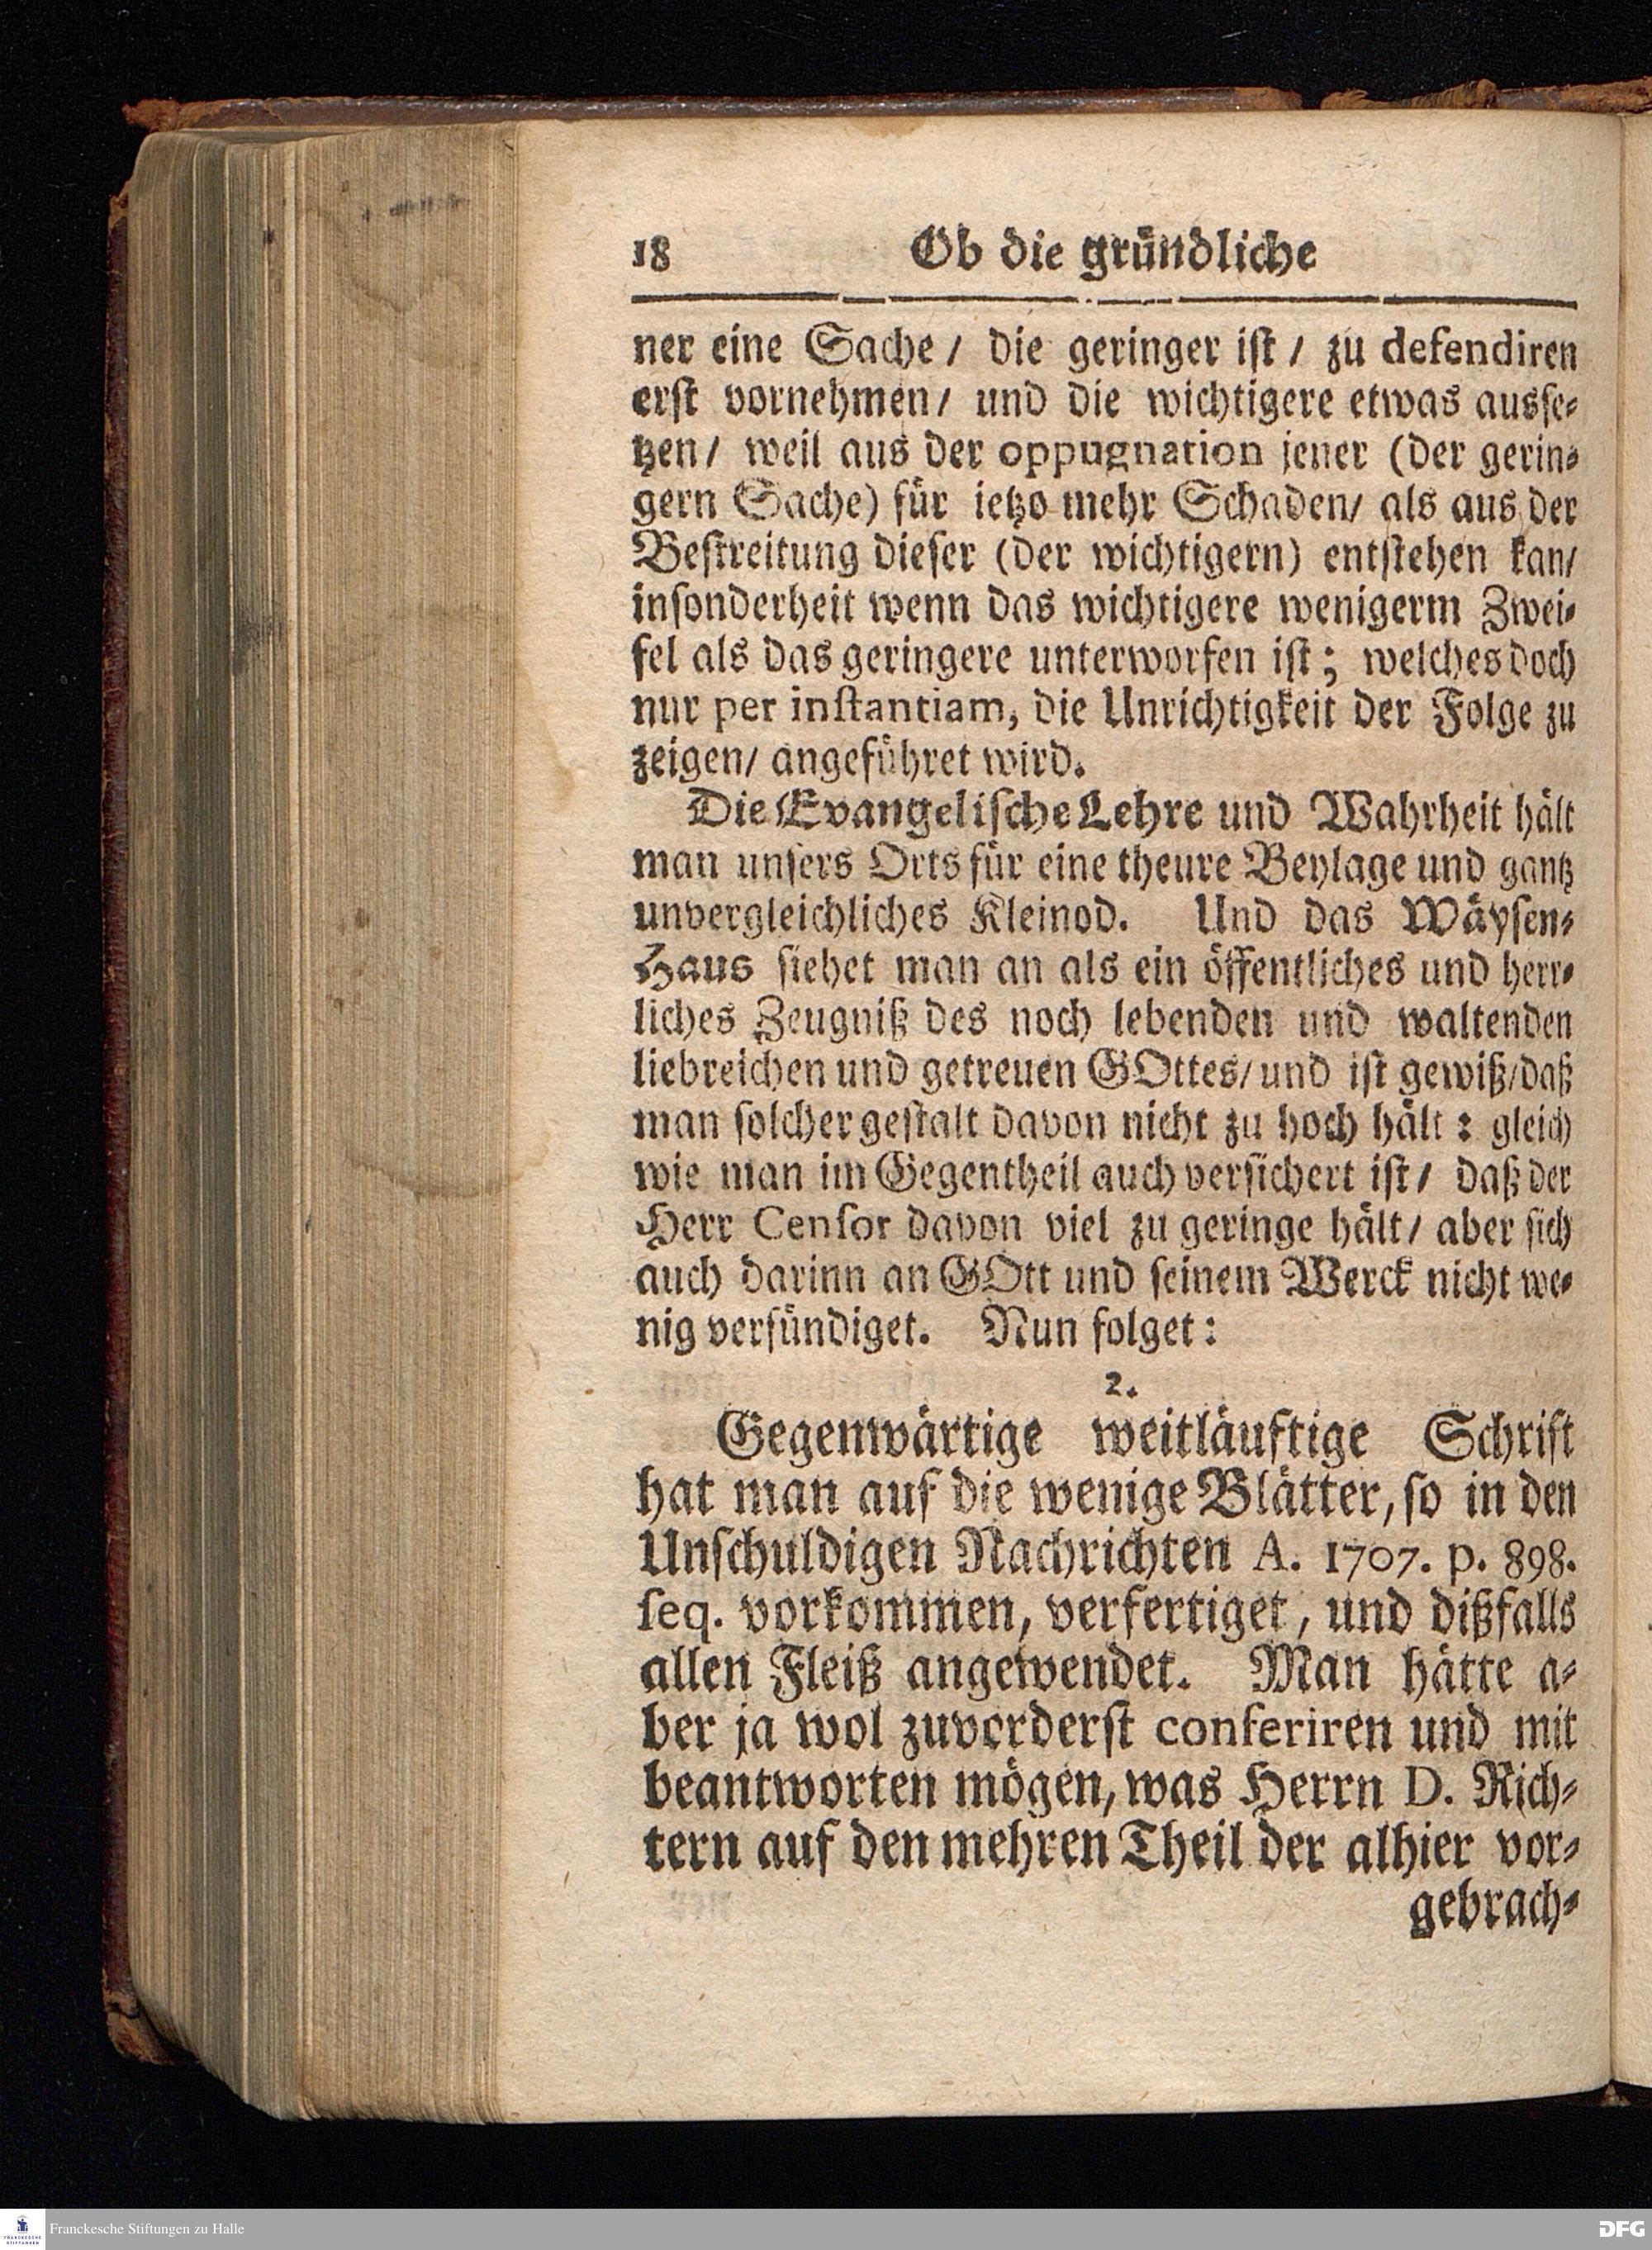 18 Ob die gründliche
ner eine Sache / die geringer ist / zu defendiren
erst vornehmen / und die wichtigere etwas ausse-
tzen / weil aus der oppugnation jener (der gerin-
gern Sache) für ietzo mehr Schaden / als aus der
Bestreitung dieser (der wichtigern) entstehen kan /
insonderheit wenn das wichtigere wenigerm Zwei-
fel als das geringere unterworfen ist; welches doch
nur per instantiam, die Unrichtigkeit der Folge zu
zeigen / angeführet wird.
Die Evangelische Lehre und Wahrheit hält
man unsers Orts für eine theure Beylage und gantz
unvergleichliches Kleinod. Und das Wäysen-
Haus siehet man an als ein öffentliches und herr-
liches Zeugniß des noch lebenden und waltenden
liebreichen und getreuen GOttes / und ist gewiß / daß
man solcher gestalt davon nicht zu hoch hält: gleich
wie man im Gegentheil auch versichert ist / daß der
Herr Censor davon viel zu geringe hält / aber sich
auch darinn an GOtt und seinem Werck nicht we-
nig versündiget. Nun folget:
2.
Gegenwärtige weitläuftige Schrift
hat man auf die wenige Blätter, so in den
Unschuldigen Nachrichten A. 1707. p. 898.
seq. vorkommen, verfertiget, und dißfalls
allen Fleiß angewendet. Man hätte a-
ber ja wol zuvorderst conferiren und mit
beantworten mögen, was Herrn D. Rich-
tern auf den mehren Theil der alhier vor-
gebrach-
Franckesche Stiftungen zu Halle
DFG